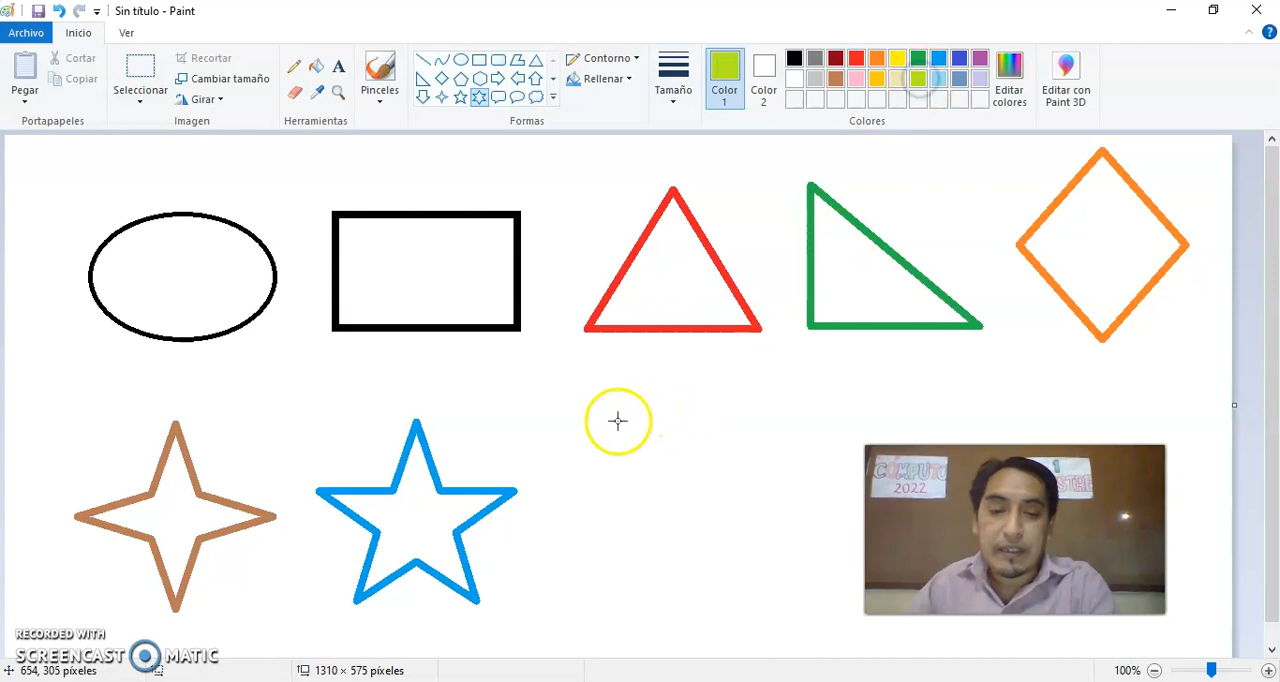 Sin título - Paint
Archivo Inicio Ver
Pegar
Cortar
Copiar
Portapapeles
Seleccionar
Recortar
Cambiar tamaño
Girar
Imagen
A
Herramientas
Pinceles
Contorno
Rellenar
Formas
Tamaño
Color 1
Color 2
Editar colores
Colores
Editar con Paint 3D
CÓMPUTO
2022
1
RECORDED WITH
SCREENCAST MATIC
654, 305 píxeles
1310 × 575 píxeles
100%